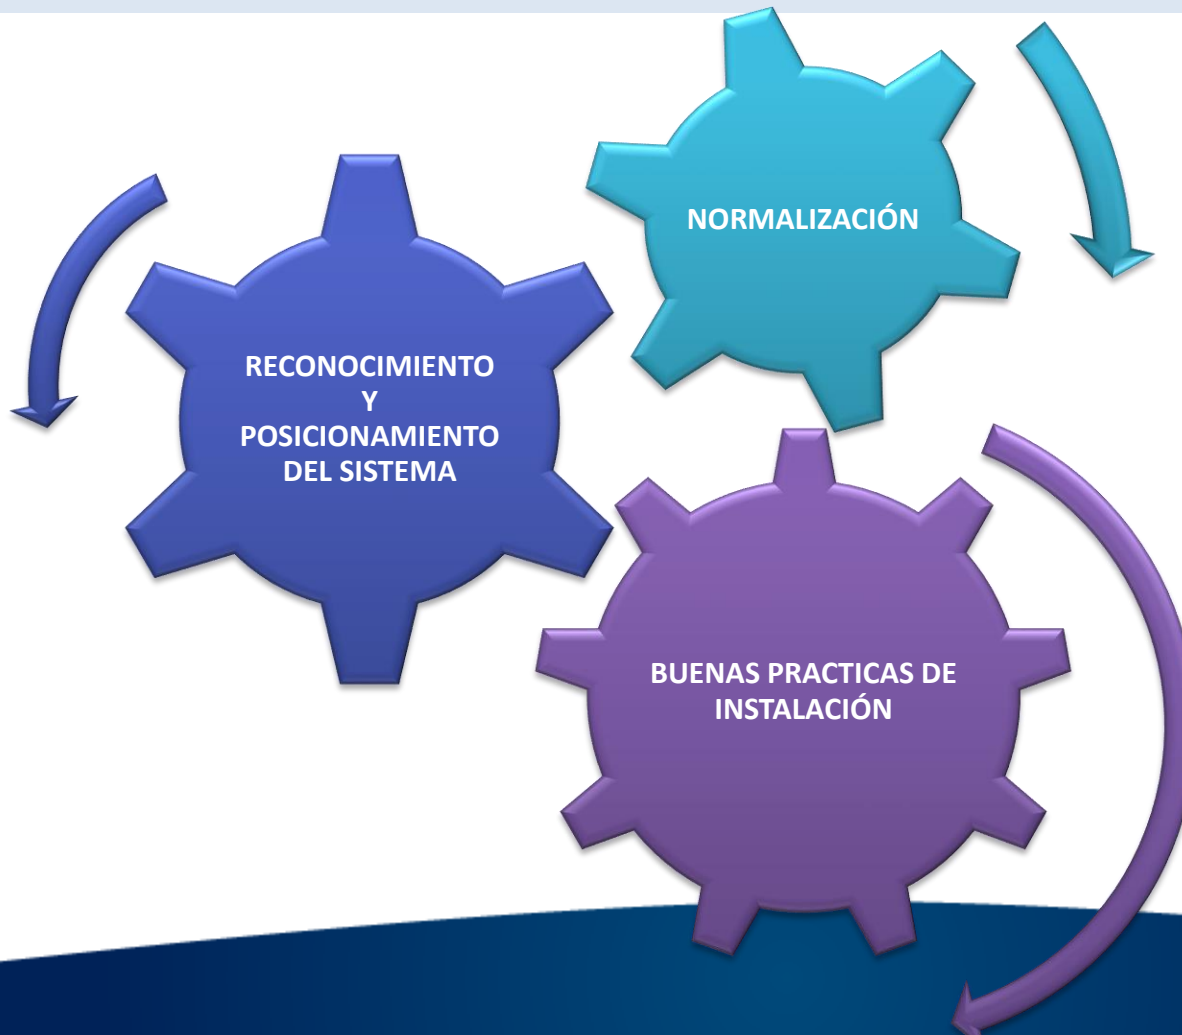 NORMALIZACIÓN
RECONOCIMIENTO
Y
POSICIONAMIENTO
DEL SISTEMA
BUENAS PRACTICAS DE
INSTALACIÓN